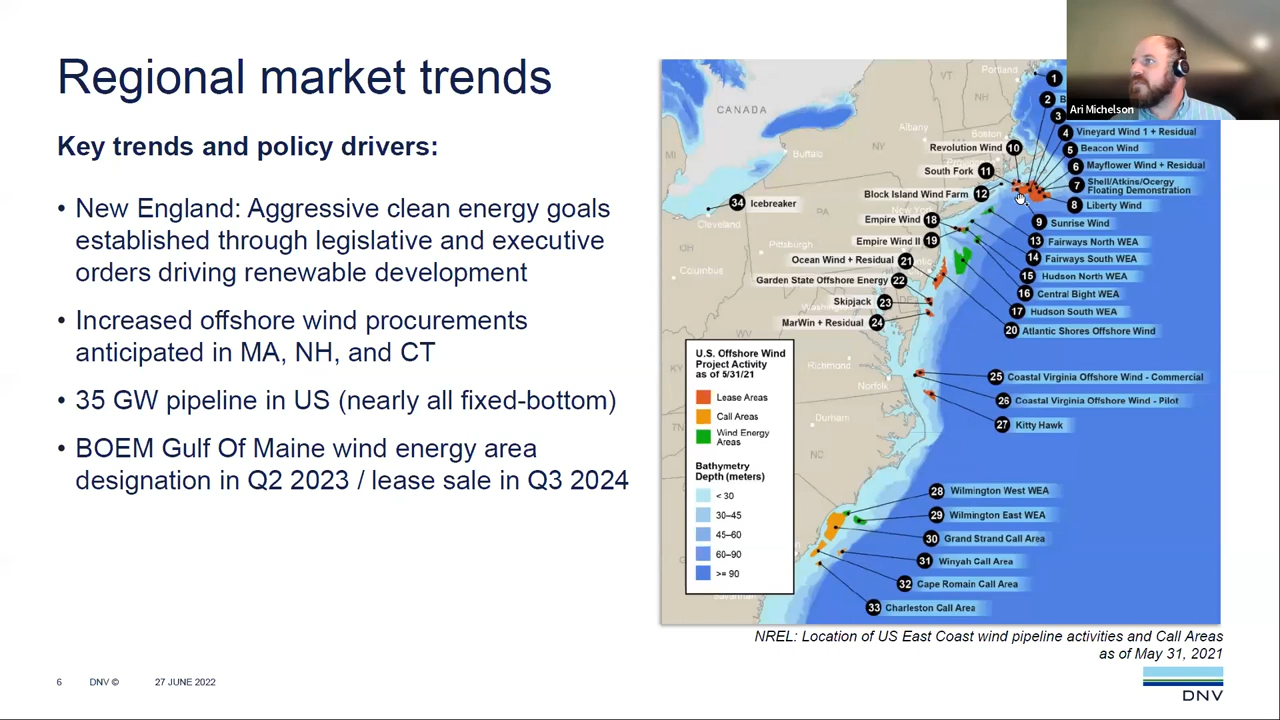 Regional market trends
Key trends and policy drivers:
• New England: Aggressive clean energy goals
established through legislative and executive
orders driving renewable development
• Increased offshore wind procurements
anticipated in MA, NH, and CT
• 35 GW pipeline in US (nearly all fixed-bottom)
• BOEM Gulf Of Maine wind energy area
designation in Q2 2023 / lease sale in Q3 2024
Ari Michelson
Portland
1
VT
NH
CANADA
2
3
Albany
Boston
4 Vineyard Wind 1 + Residual
MI
Buffalo
NY
Revolution Wind 10
5 Beacon Wind
6 Mayflower Wind + Residual
South Fork 11
7 Shell/Atkins/Ocergy
Floating Demonstration
Block Island Wind Farm 12
34 Icebreaker
8 Liberty Wind
Cleveland
PA
Empire Wind 18
9 Sunrise Wind
OH
Pittsburgh
Empire Wind II 19
13 Fairways North WEA
Columbus
Ocean Wind + Residual 21
14 Fairways South WEA
Garden State Offshore Energy 22
15 Hudson North WEA
16 Central Bight WEA
Skipjack 23
17 Hudson South WEA
MarWin + Residual 24
20 Atlantic Shores Offshore Wind
WV
Richmond
Norfolk
25 Coastal Virginia Offshore Wind - Commercial
26 Coastal Virginia Offshore Wind - Pilot
27 Kitty Hawk
Durham
TN
NC
U.S. Offshore Wind
Project Activity
as of 5/31/21
Lease Areas
Call Areas
Wind Energy
Areas
Bathymetry
Depth (meters)
< 30
30–45
45–60
60–90
>= 90
28 Wilmington West WEA
29 Wilmington East WEA
30 Grand Strand Call Area
31 Winyah Call Area
32 Cape Romain Call Area
33 Charleston Call Area
Savannah
NREL: Location of US East Coast wind pipeline activities and Call Areas
as of May 31, 2021
6 DNV © 27 JUNE 2022
DNV